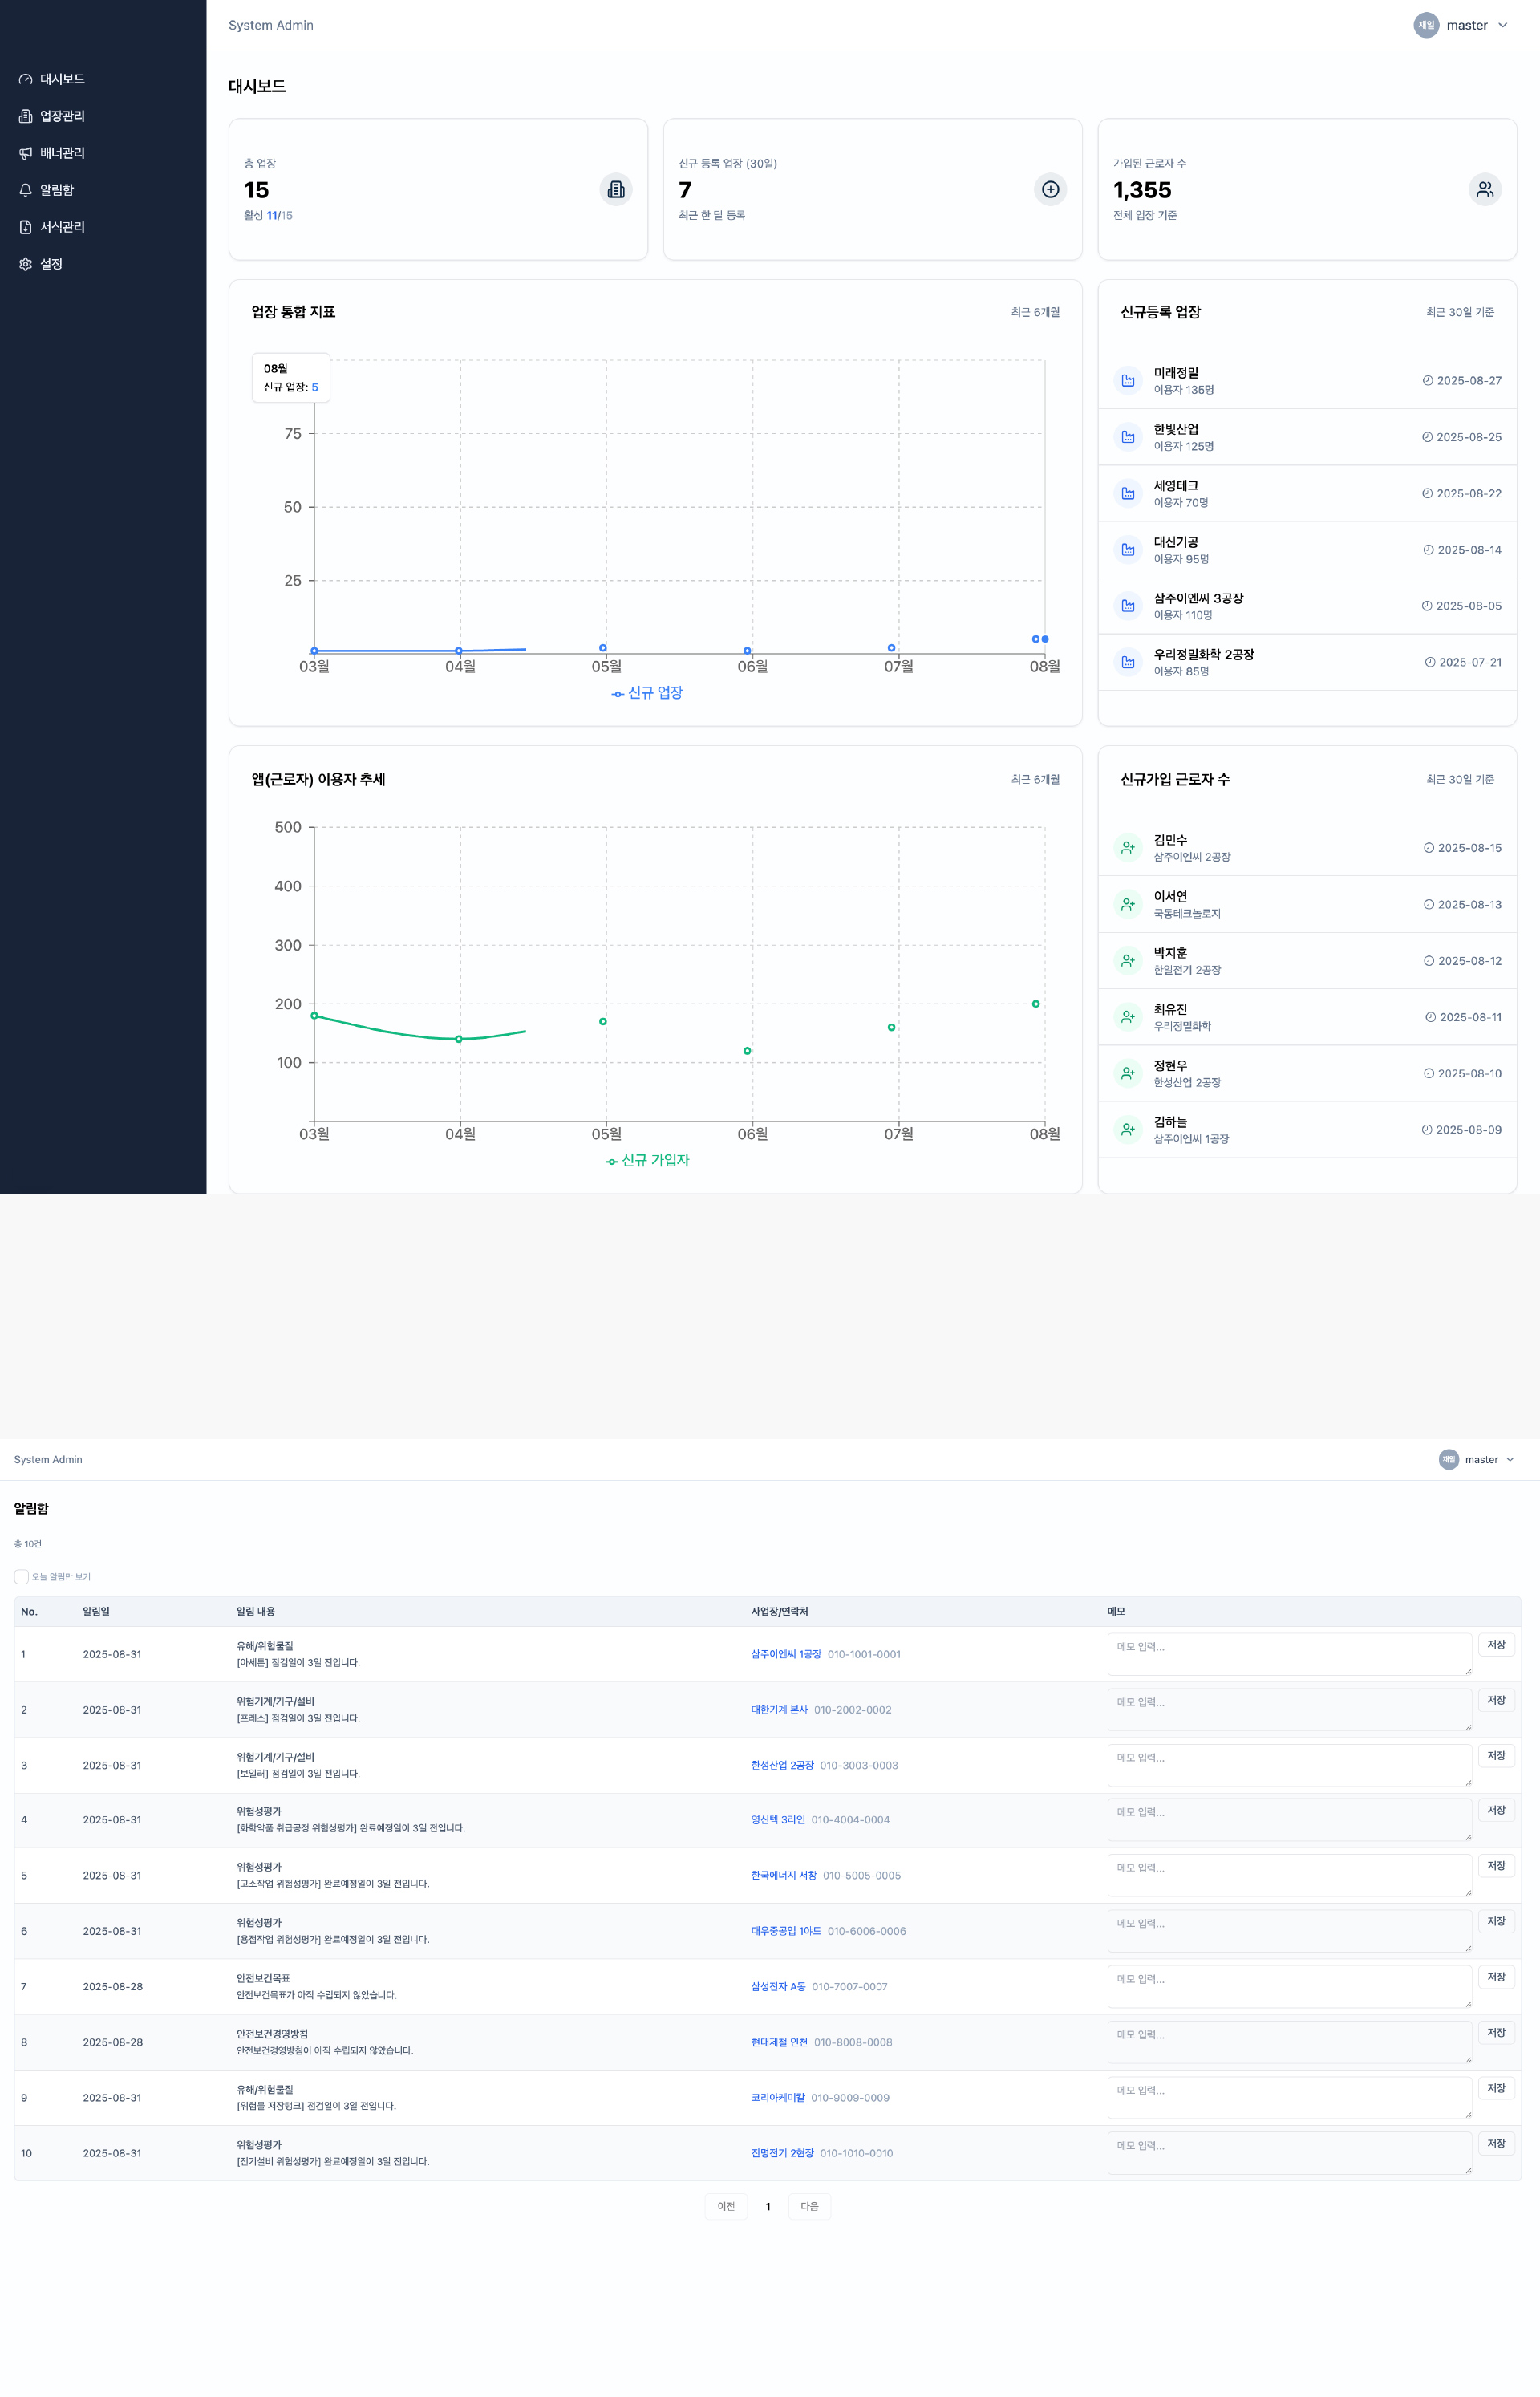 System Admin
재일 master
대시보드
업장관리
배너관리
알림함
서식관리
설정
대시보드
총 업장
15
활성 11/15
신규 등록 업장 (30일)
7
최근 한 달 등록
가입된 근로자 수
1,355
전체 업장 기준
업장 통합 지표
최근 6개월
08월
신규 업장: 5
75
50
25
03월 04월 05월 06월 07월 08월
신규 업장
신규등록 업장
최근 30일 기준
미래정밀
이용자 135명
2025-08-27
한빛산업
이용자 125명
2025-08-25
세영테크
이용자 70명
2025-08-22
대신기공
이용자 95명
2025-08-14
삼주이엔씨 3공장
이용자 110명
2025-08-05
우리정밀화학 2공장
이용자 85명
2025-07-21
앱(근로자) 이용자 추세
최근 6개월
500
400
300
200
100
03월 04월 05월 06월 07월 08월
신규 가입자
신규가입 근로자 수
최근 30일 기준
김민수
삼주이엔씨 2공장
2025-08-15
이서연
국동테크놀로지
2025-08-13
박지훈
한일전기 2공장
2025-08-12
최유진
우리정밀화학
2025-08-11
정현우
한성산업 2공장
2025-08-10
김하늘
삼주이엔씨 1공장
2025-08-09
System Admin
재일 master
알림함
총 10건
오늘 알림만 보기
No. 알림일 알림 내용 사업장/연락처 메모
1 2025-08-31 유해/위험물질
[아세톤] 점검일이 3일 전입니다.
삼주이엔씨 1공장 010-1001-0001 메모 입력... 저장
2 2025-08-31 위험기계/기구/설비
[프레스] 점검일이 3일 전입니다.
대한기계 본사 010-2002-0002 메모 입력... 저장
3 2025-08-31 위험기계/기구/설비
[보일러] 점검일이 3일 전입니다.
한성산업 2공장 010-3003-0003 메모 입력... 저장
4 2025-08-31 위험성평가
[화학약품 취급공정 위험성평가] 완료예정일이 3일 전입니다.
영신텍 3라인 010-4004-0004 메모 입력... 저장
5 2025-08-31 위험성평가
[고소작업 위험성평가] 완료예정일이 3일 전입니다.
한국에너지 서창 010-5005-0005 메모 입력... 저장
6 2025-08-31 위험성평가
[용접작업 위험성평가] 완료예정일이 3일 전입니다.
대우중공업 1야드 010-6006-0006 메모 입력... 저장
7 2025-08-28 안전보건목표
안전보건목표가 아직 수립되지 않았습니다.
삼성전자 A동 010-7007-0007 메모 입력... 저장
8 2025-08-28 안전보건경영방침
안전보건경영방침이 아직 수립되지 않았습니다.
현대제철 인천 010-8008-0008 메모 입력... 저장
9 2025-08-31 유해/위험물질
[위험물 저장탱크] 점검일이 3일 전입니다.
코리아케미칼 010-9009-0009 메모 입력... 저장
10 2025-08-31 위험성평가
[전기설비 위험성평가] 완료예정일이 3일 전입니다.
진명전기 2현장 010-1010-0010 메모 입력... 저장
이전 1 다음